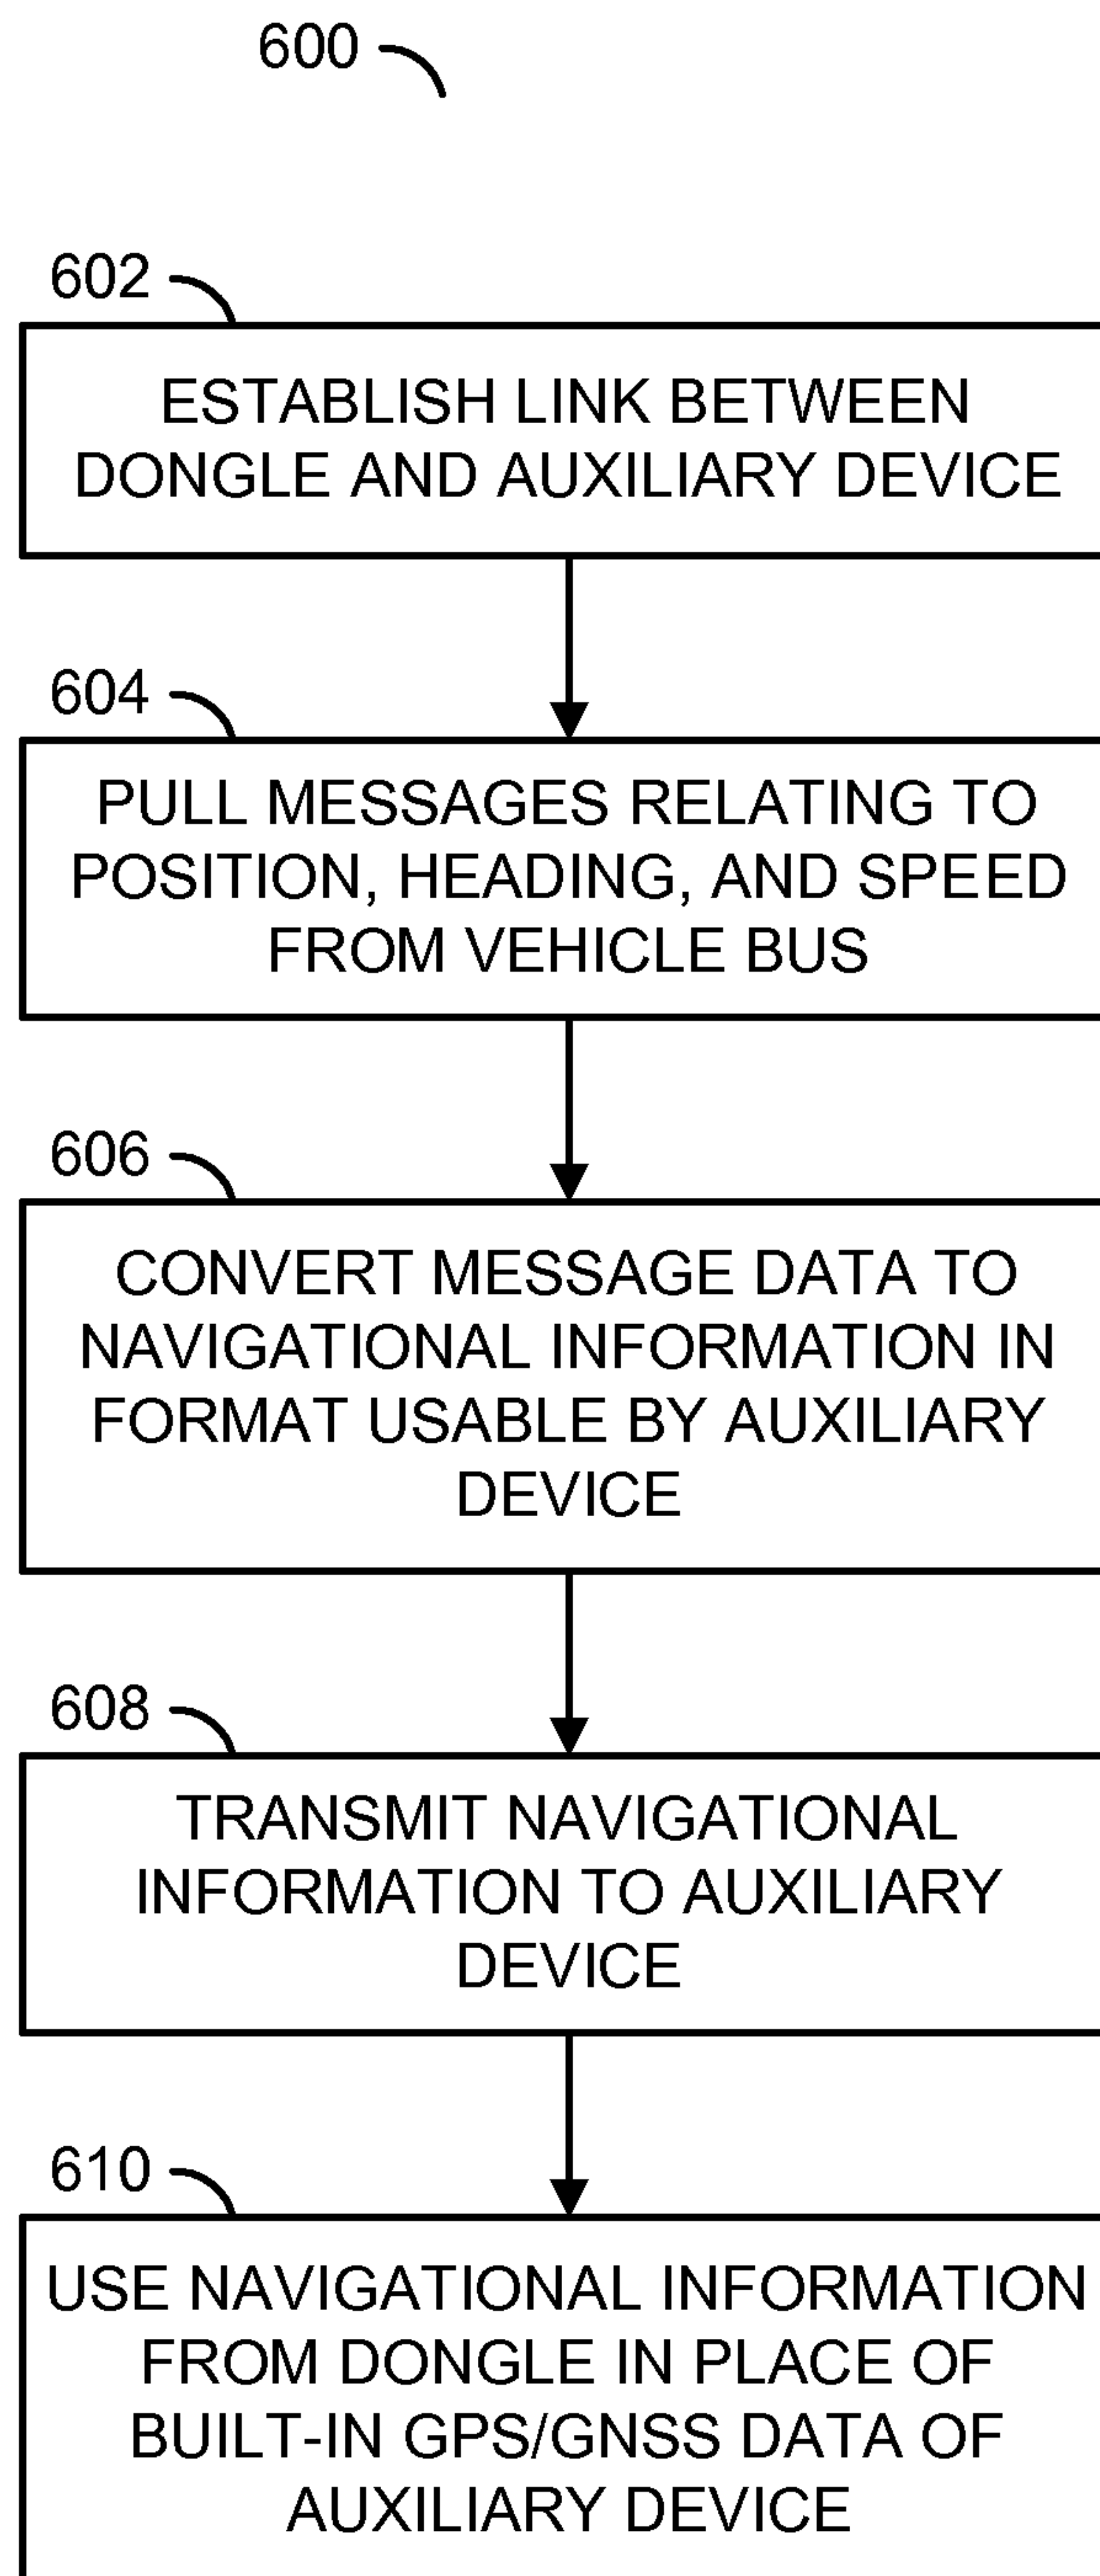 600
602
ESTABLISH LINK BETWEEN
DONGLE AND AUXILIARY DEVICE
604
PULL MESSAGES RELATING TO
POSITION, HEADING, AND SPEED
FROM VEHICLE BUS
606
CONVERT MESSAGE DATA TO
NAVIGATIONAL INFORMATION IN
FORMAT USABLE BY AUXILIARY
DEVICE
608
TRANSMIT NAVIGATIONAL
INFORMATION TO AUXILIARY
DEVICE
610
USE NAVIGATIONAL INFORMATION
FROM DONGLE IN PLACE OF
BUILT-IN GPS/GNSS DATA OF
AUXILIARY DEVICE